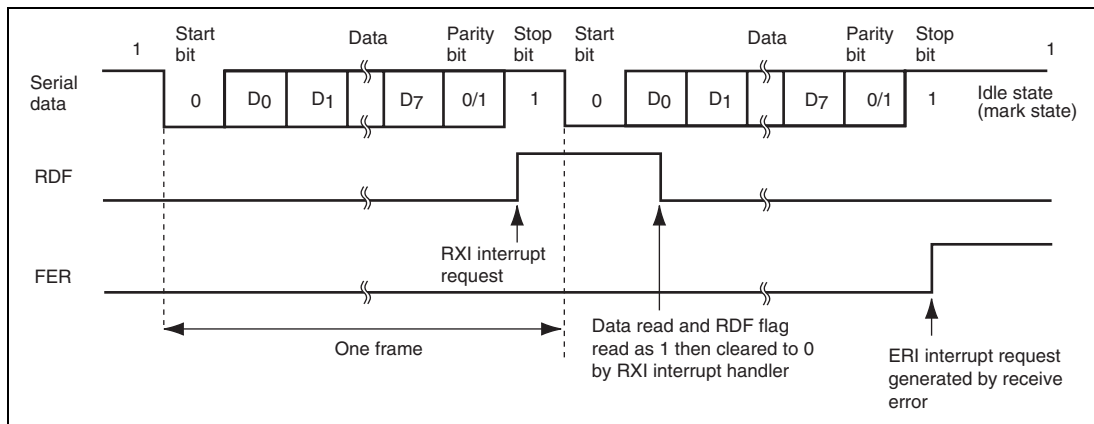 1
Start bit
Data
Parity bit
Stop bit
Start bit
Data
Parity bit
Stop bit
1
Serial data
0
D0
D1
D7
0/1
1
0
D0
D1
D7
0/1
1
Idle state (mark state)
RDF
RXI interrupt request
FER
One frame
Data read and RDF flag
read as 1 then cleared to 0
by RXI interrupt handler
ERI interrupt request
generated by receive
error